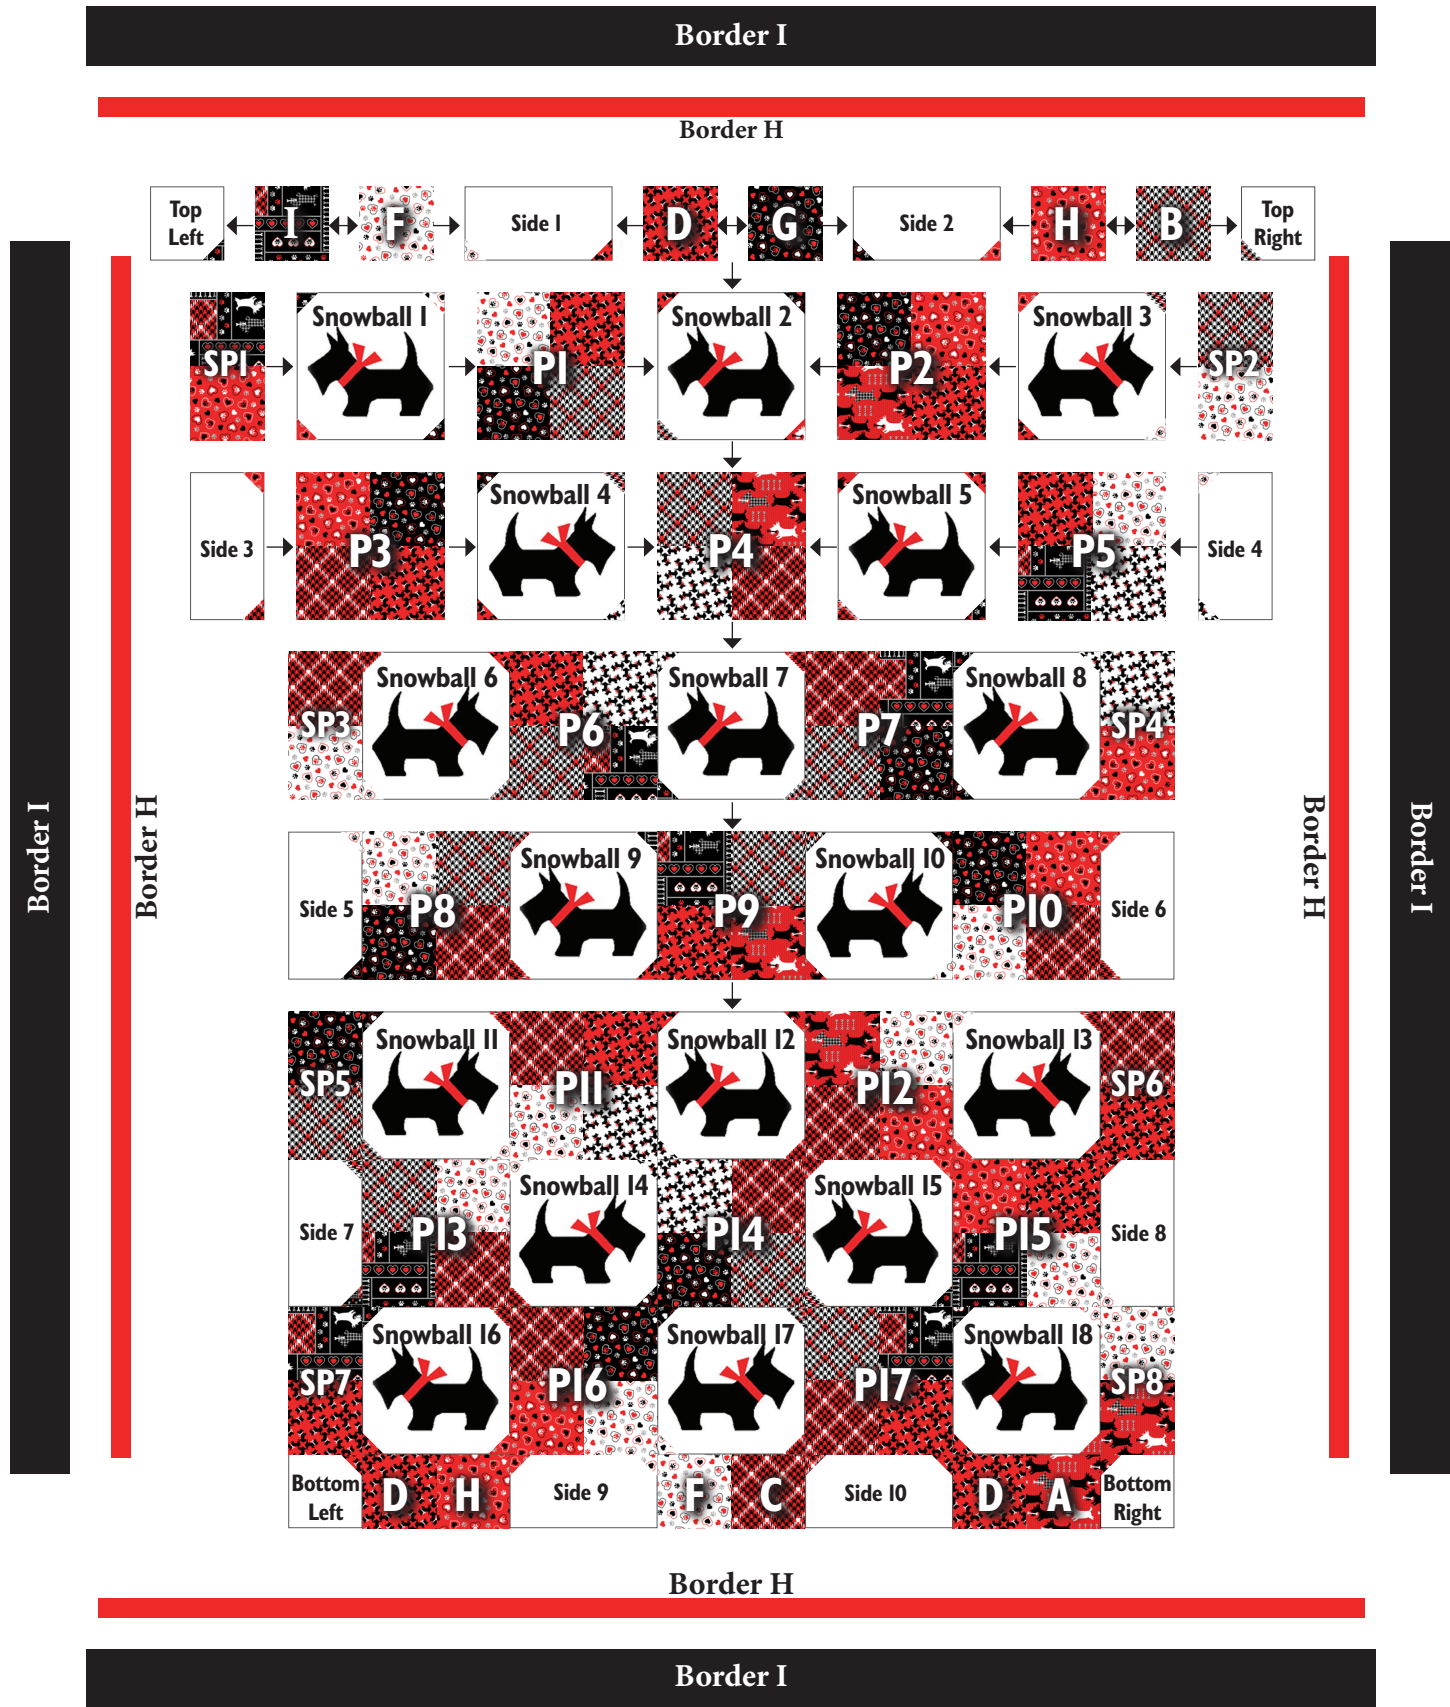 Border I
Border H
Top
Left
I
F
Side 1
D
G
Side 2
H
B
Top
Right
SP1
Snowball 1
P1
Snowball 2
P2
Snowball 3
SP2
Side 3
P3
Snowball 4
P4
Snowball 5
P5
Side 4
SP3
Snowball 6
P6
Snowball 7
P7
Snowball 8
SP4
Border I
Border H
Border H
Border I
Side 5
P8
Snowball 9
P9
Snowball 10
P10
Side 6
SP5
Snowball 11
P11
Snowball 12
P12
Snowball 13
SP6
Side 7
P13
Snowball 14
P14
Snowball 15
P15
Side 8
SP7
Snowball 16
P16
Snowball 17
P17
Snowball 18
SP8
Bottom
Left
D
H
Side 9
F
C
Side 10
D
A
Bottom
Right
Border H
Border I